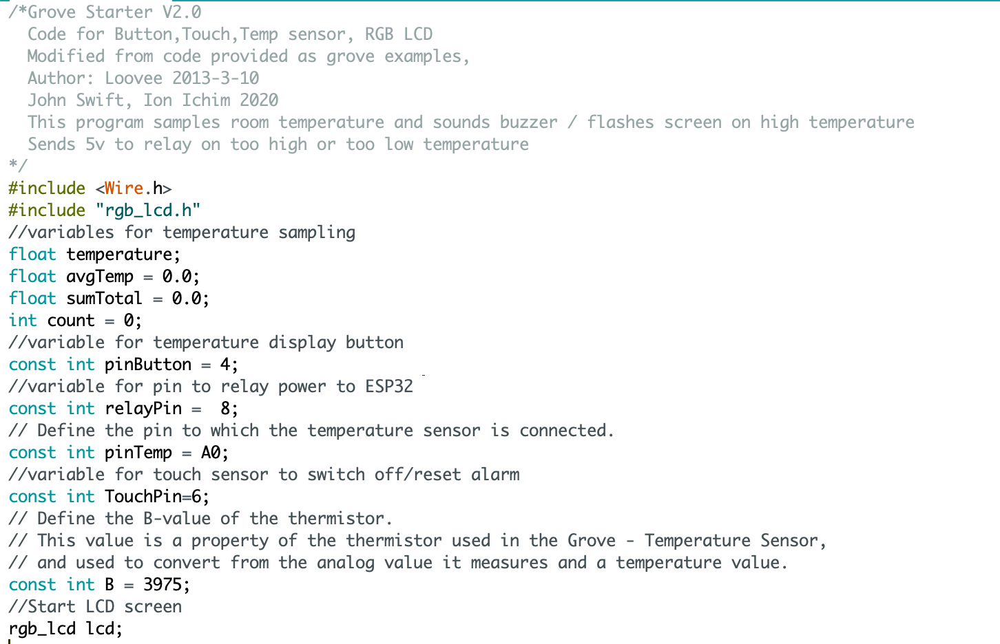 /*Grove Starter V2.0
  Code for Button,Touch,Temp sensor, RGB LCD
  Modified from code provided as grove examples,
  Author: Loovee 2013-3-10
  John Swift, Ion Ichim 2020
  This program samples room temperature and sounds buzzer / flashes screen on high temperature
  Sends 5v to relay on too high or too low temperature
*/
#include <Wire.h>
#include "rgb_lcd.h"
//variables for temperature sampling
float temperature;
float avgTemp = 0.0;
float sumTotal = 0.0;
int count = 0;
//variable for temperature display button
const int pinButton = 4;
//variable for pin to relay power to ESP32
const int relayPin =  8;
// Define the pin to which the temperature sensor is connected.
const int pinTemp = A0;
//variable for touch sensor to switch off/reset alarm
const int TouchPin=6;
// Define the B-value of the thermistor.
// This value is a property of the thermistor used in the Grove - Temperature Sensor,
// and used to convert from the analog value it measures and a temperature value.
const int B = 3975;
//Start LCD screen
rgb_lcd lcd;